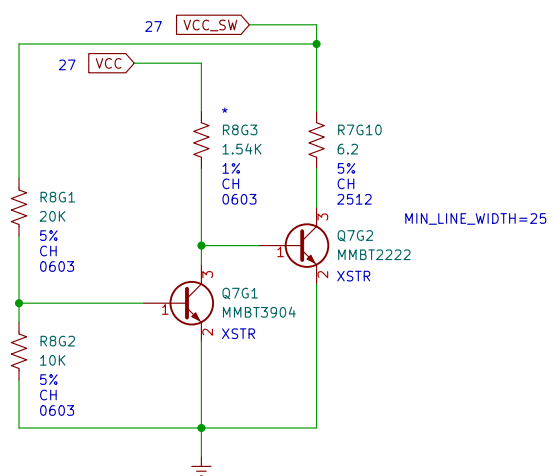 27 VCC_SW
27 VCC
*
R8G3
1.54K
1%
CH
0603
R7G10
6.2
5%
CH
2512
R8G1
20K
5%
CH
0603
MIN_LINE_WIDTH=25
3
Q7G2
1
MMBT2222
2
XSTR
3
Q7G1
1
MMBT3904
2
XSTR
R8G2
10K
5%
CH
0603